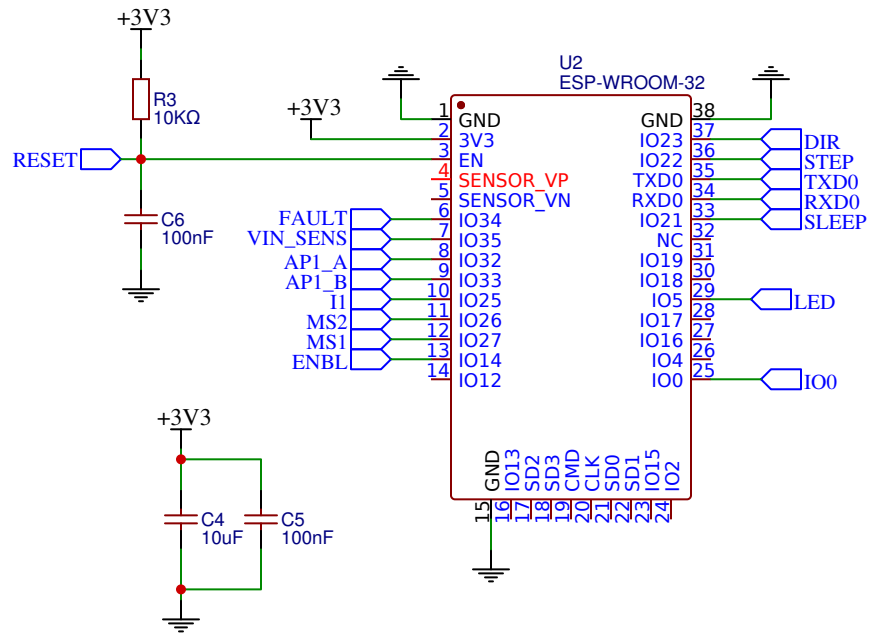 +3V3
R3
10KΩ
RESET
C6
100nF
+3V3
U2
ESP-WROOM-32
1 GND
2 3V3
3 EN
4 SENSOR_VP
5 SENSOR_VN
FAULT 6 IO34
VIN_SENS 7 IO35
AP1_A 8 IO32
AP1_B 9 IO33
I1 10 IO25
MS2 11 IO26
MS1 12 IO27
ENBL 13 IO14
14 IO12
GND 38
IO23 37 DIR
IO22 36 STEP
TXD0 35 TXD0
RXD0 34 RXD0
IO21 33 SLEEP
NC 32
IO19 31
IO18 30
IO5 29 LED
IO17 28
IO16 27
IO4 26
IO0 25 IO0
15 GND
16 IO13
17 SD2
18 SD3
19 CMD
20 CLK
21 SD0
22 SD1
23 IO15
24 IO2
+3V3
C4
10uF
C5
100nF